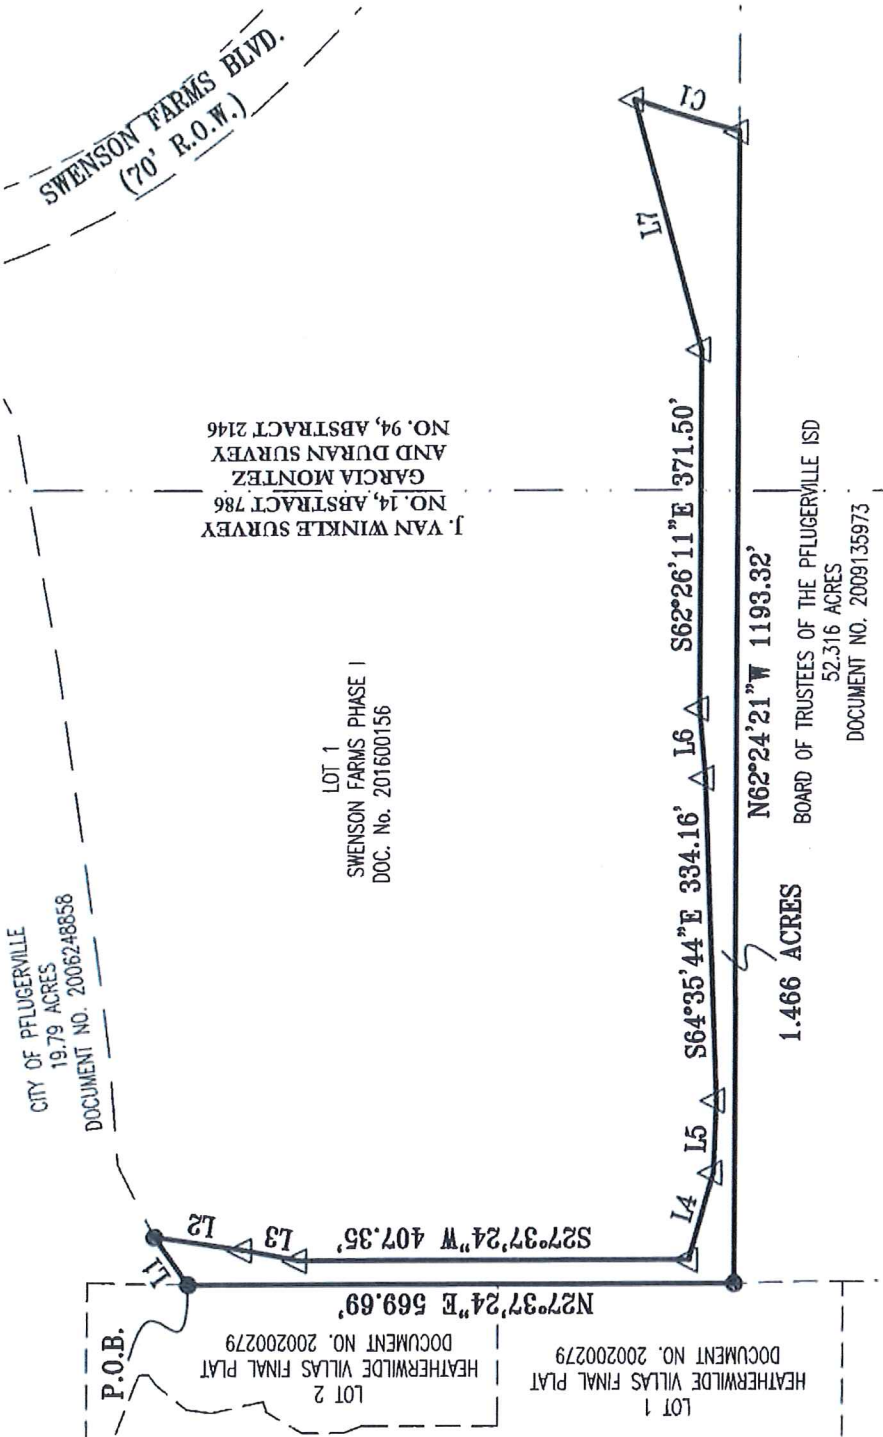 SWENSON FARMS BLVD.
(70' R.O.W.)
CITY OF PFLUGERVILLE
19.79 ACRES
DOCUMENT NO. 2006248858
J. VAN WINKLE SURVEY
NO. 14, ABSTRACT 786
GARCIA MONTEZ
AND DURAN SURVEY
NO. 94, ABSTRACT 2146
LOT 1
SWENSON FARMS PHASE I
DOC. No. 201600156
P.O.B.
L1
L2
L3
S27°37'24"W 407.35'
N27°37'24"E 569.69'
L4
L5
S64°35'44"E 334.16'
L6
S62°26'11"E 371.50'
L7
C1
N62°24'21"W 1193.32'
1.466 ACRES
BOARD OF TRUSTEES OF THE PFLUGERVILLE ISD
52.316 ACRES
DOCUMENT NO. 2009135973
LOT 2
HEATHERWILDE VILLAS FINAL PLAT
DOCUMENT NO. 200200279
LOT 1
HEATHERWILDE VILLAS FINAL PLAT
DOCUMENT NO. 200200279